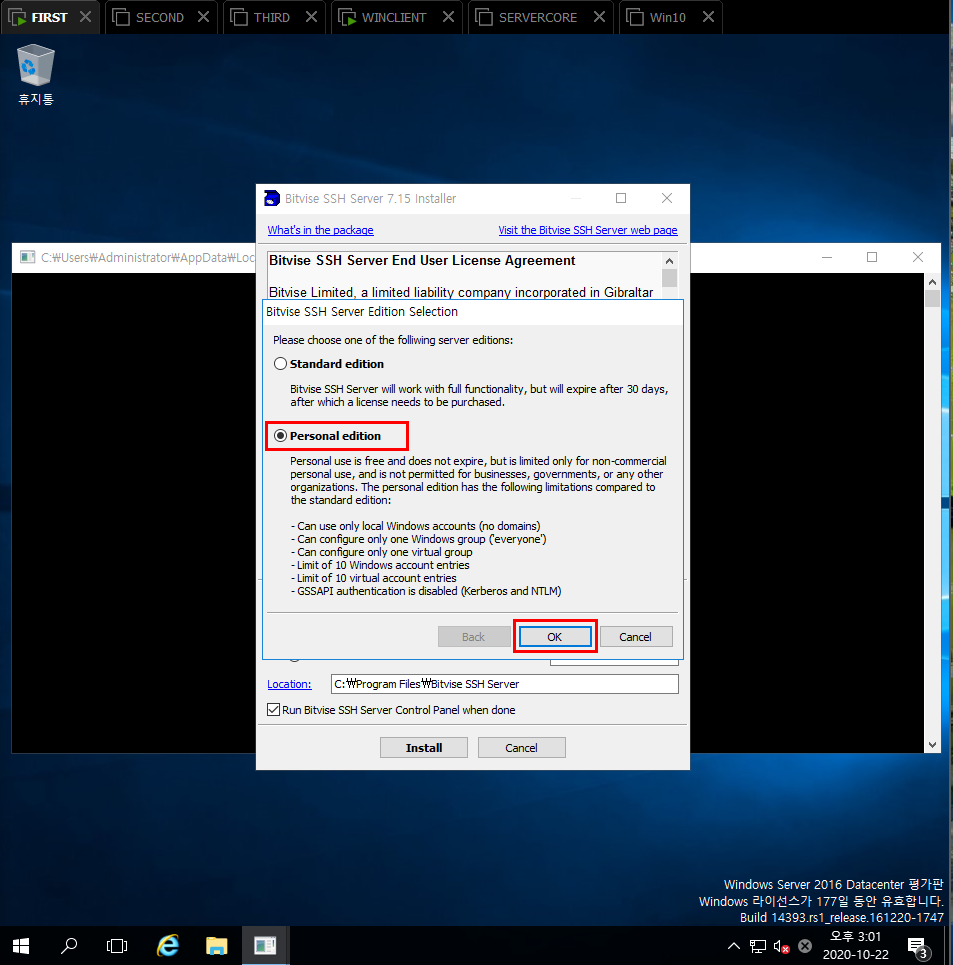 FIRST
SECOND
THIRD
WINCLIENT
SERVERCORE
Win10
휴지통
Bitvise SSH Server 7.15 Installer
What's in the package
Visit the Bitvise SSH Server web page
C:₩Users₩Administrator₩AppData₩Loc
Bitvise SSH Server End User License Agreement
Bitvise Limited, a limited liability company incorporated in Gibraltar
Bitvise SSH Server Edition Selection
Please choose one of the folliwing server editions:
Standard edition
Bitvise SSH Server will work with full functionality, but will expire after 30 days,
after which a license needs to be purchased.
Personal edition
Personal use is free and does not expire, but is limited only for non-commercial
personal use, and is not permitted for businesses, governments, or any other
organizations. The personal edition has the following limitations compared to
the standard edition:
- Can use only local Windows accounts (no domains)
- Can configure only one Windows group ('everyone')
- Can configure only one virtual group
- Limit of 10 Windows account entries
- Limit of 10 virtual account entries
- GSSAPI authentication is disabled (Kerberos and NTLM)
Back
OK
Cancel
Location:
C:₩Program Files₩Bitvise SSH Server
Run Bitvise SSH Server Control Panel when done
Install
Cancel
Windows Server 2016 Datacenter 평가판
Windows 라이선스가 177일 동안 유효합니다.
Build 14393.rs1_release.161220-1747
오후 3:01
2020-10-22
3